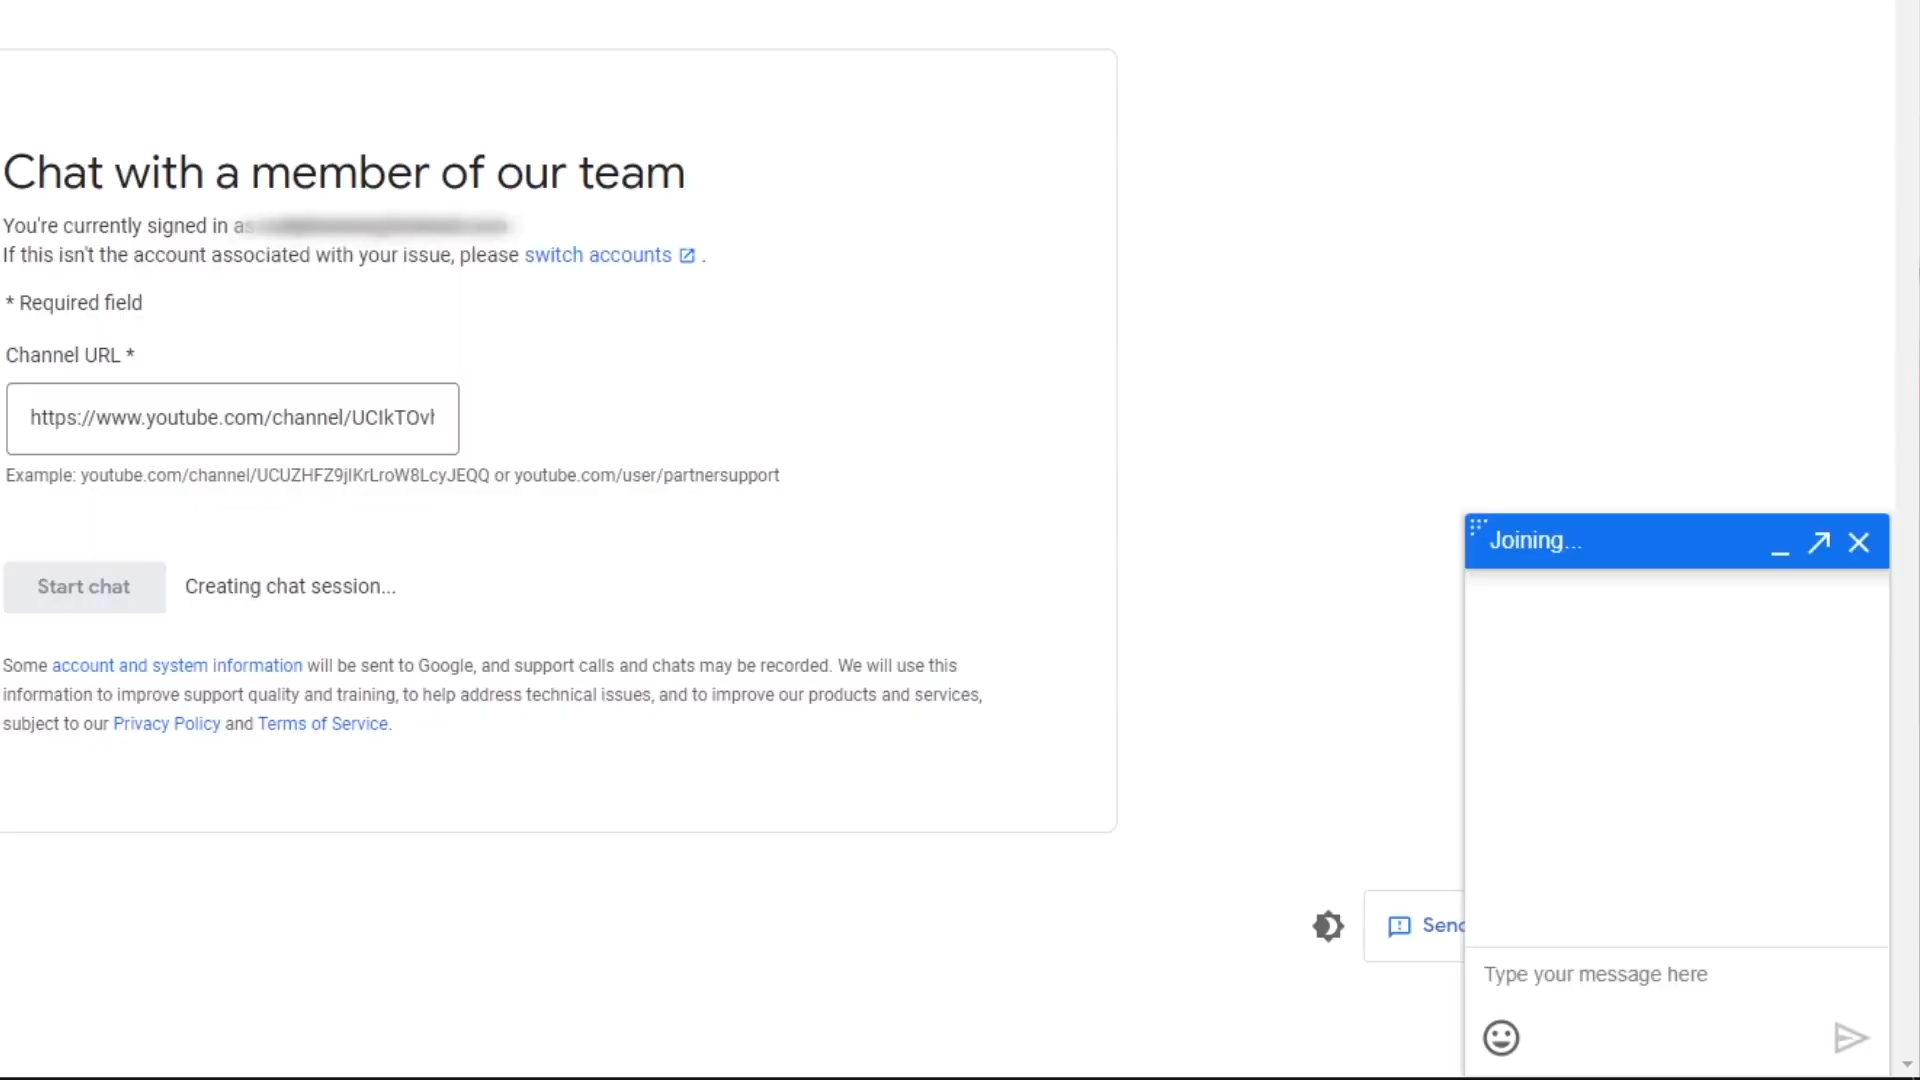 Chat with a member of our team
You're currently signed in as
If this isn't the account associated with your issue, please switch accounts .
* Required field
Channel URL *
https://www.youtube.com/channel/UCIkTOv
Example: youtube.com/channel/UCUZHFZ9jIKrLroW8LcyJEQQ or youtube.com/user/partnersupport
Start chat
Creating chat session...
Some account and system information will be sent to Google, and support calls and chats may be recorded. We will use this
information to improve support quality and training, to help address technical issues, and to improve our products and services,
subject to our Privacy Policy and Terms of Service.
Joining...
Send
Type your message here